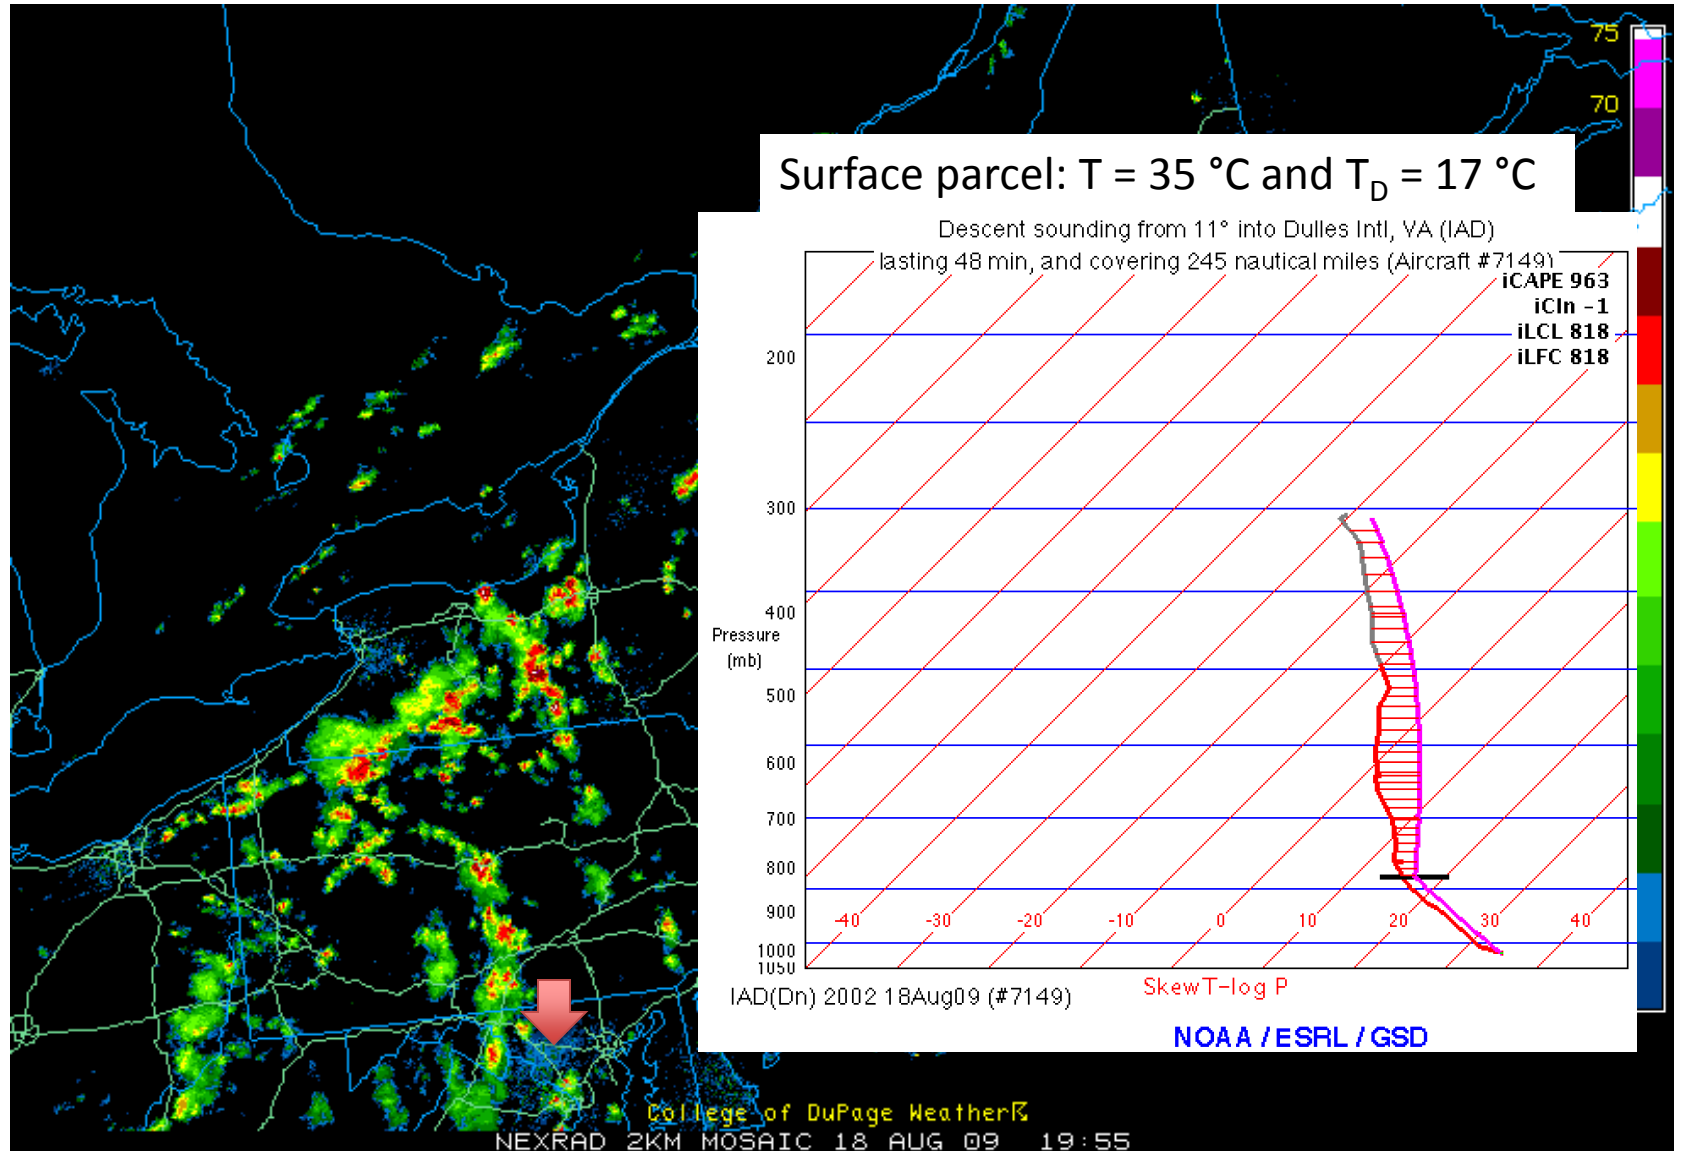 75
70
Surface parcel: T = 35 °C and T_D = 17 °C
Descent sounding from 11° into Dulles Intl, VA (IAD)
lasting 48 min, and covering 245 nautical miles (Aircraft #7149)
iCAPE 963
iCIn -1
iLCL 818
iLFC 818
200
300
400
Pressure
(mb)
500
600
700
800
900
-40 -30 -20 -10 0 10 20 30 40
1000
1050
IAD(Dn) 2002 18Aug09 (#7149)
SkewT-log P
NOAA / ESRL / GSD
College of DuPage Weather
NEXRAD 2KM MOSAIC 18 AUG 09 19:55